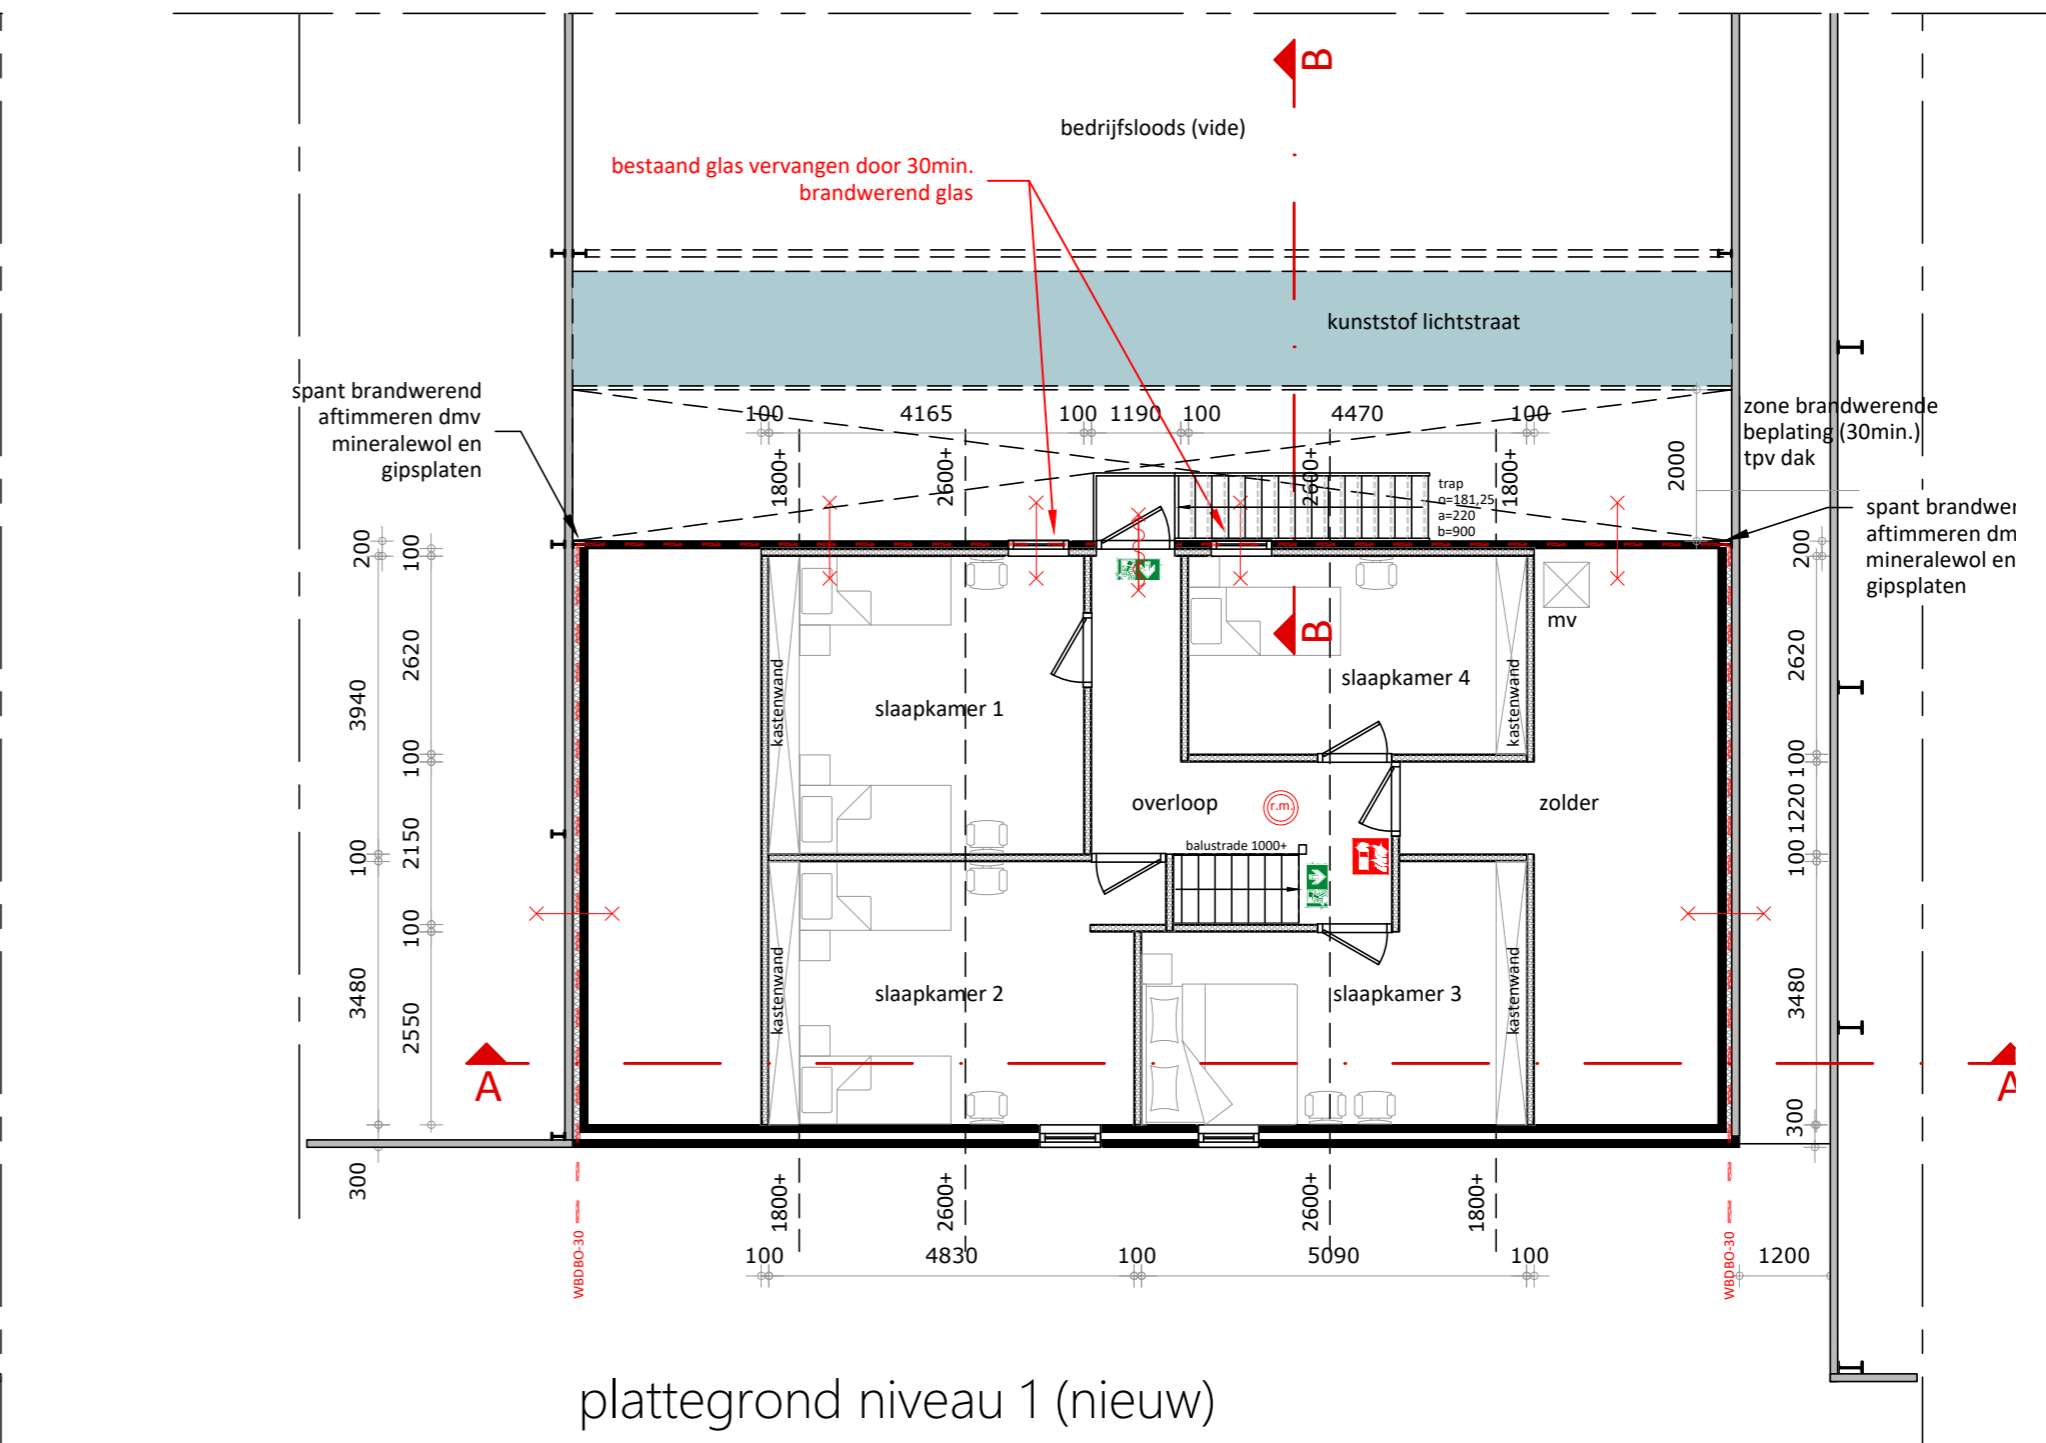 B
bedrijfsloods (vide)
bestaand glas vervangen door 30min.
brandwerend glas
kunststof lichtstraat
spant brandwerend
aftimmeren dmv
mineralewol en
gipsplaten
zone brandwerende
beplating (30min.)
tpv dak
100 4165 100 1190 100 4470 100
1800+ 2600+ 2600+ 1800+
2000
trap
o=181,25
a=220
b=900
spant brandwer
aftimmeren dm
mineralewol en
gipsplaten
200 100
200
B
mv
2620
3940
2620
kastenwand
slaapkamer 1
slaapkamer 4
kastenwand
100
100
overloop
r.m.
zolder
2150
1220
100
100
balustrade 1000+
100
kastenwand
slaapkamer 2
slaapkamer 3
kastenwand
3480
2550
3480
A
A
300
300
1800+ 2600+ 2600+ 1800+
WBDBO-30
WBDBO-30
100 4830 100 5090 100 1200
plattegrond niveau 1 (nieuw)